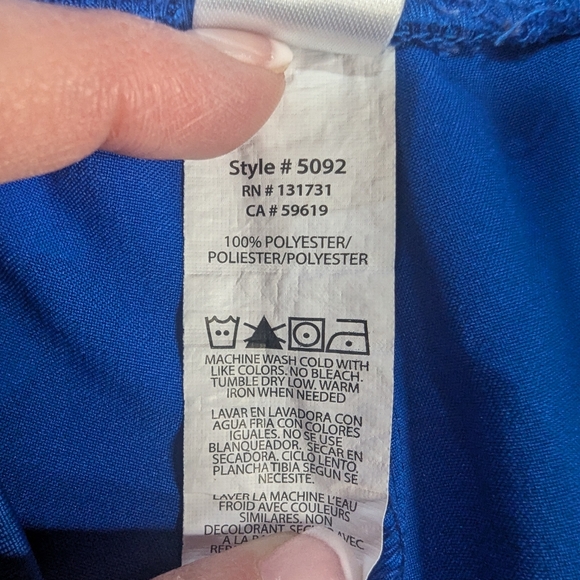 Style # 5092
RN # 131731
CA # 59619
100% POLYESTER/
POLIESTER/POLYESTER
MACHINE WASH COLD WITH
LIKE COLORS. NO BLEACH.
TUMBLE DRY LOW. WARM
IRON WHEN NEEDED
LAVAR EN LAVADORA CON
AGUA FRIA CON COLORES
IGUALES. NO SE USE
BLANQUEADOR. SECAR EN
SECADORA. CICLO LENTO.
PLANCHA TIBIA SEGUN SE
NECESITE.
LAVER LA MACHINE L'EAU
FROID AVEC COULEURS
SIMILARES. NON
DECOLORANT. AVEC
A LA